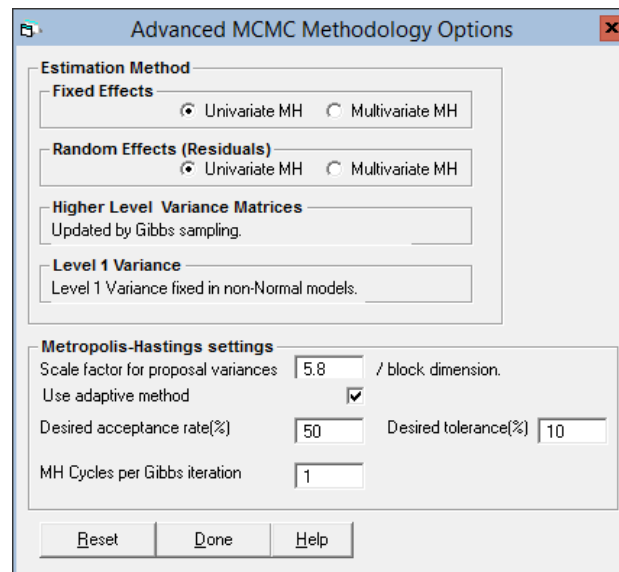 Advanced MCMC Methodology Options
Estimation Method
Fixed Effects
Univariate MH Multivariate MH
Random Effects (Residuals)
Univariate MH Multivariate MH
Higher Level Variance Matrices
Updated by Gibbs sampling.
Level 1 Variance
Level 1 Variance fixed in non-Normal models.
Metropolis-Hastings settings
Scale factor for proposal variances 5.8 / block dimension.
Use adaptive method
Desired acceptance rate(%) 50 Desired tolerance(%) 10
MH Cycles per Gibbs iteration 1
Reset Done Help